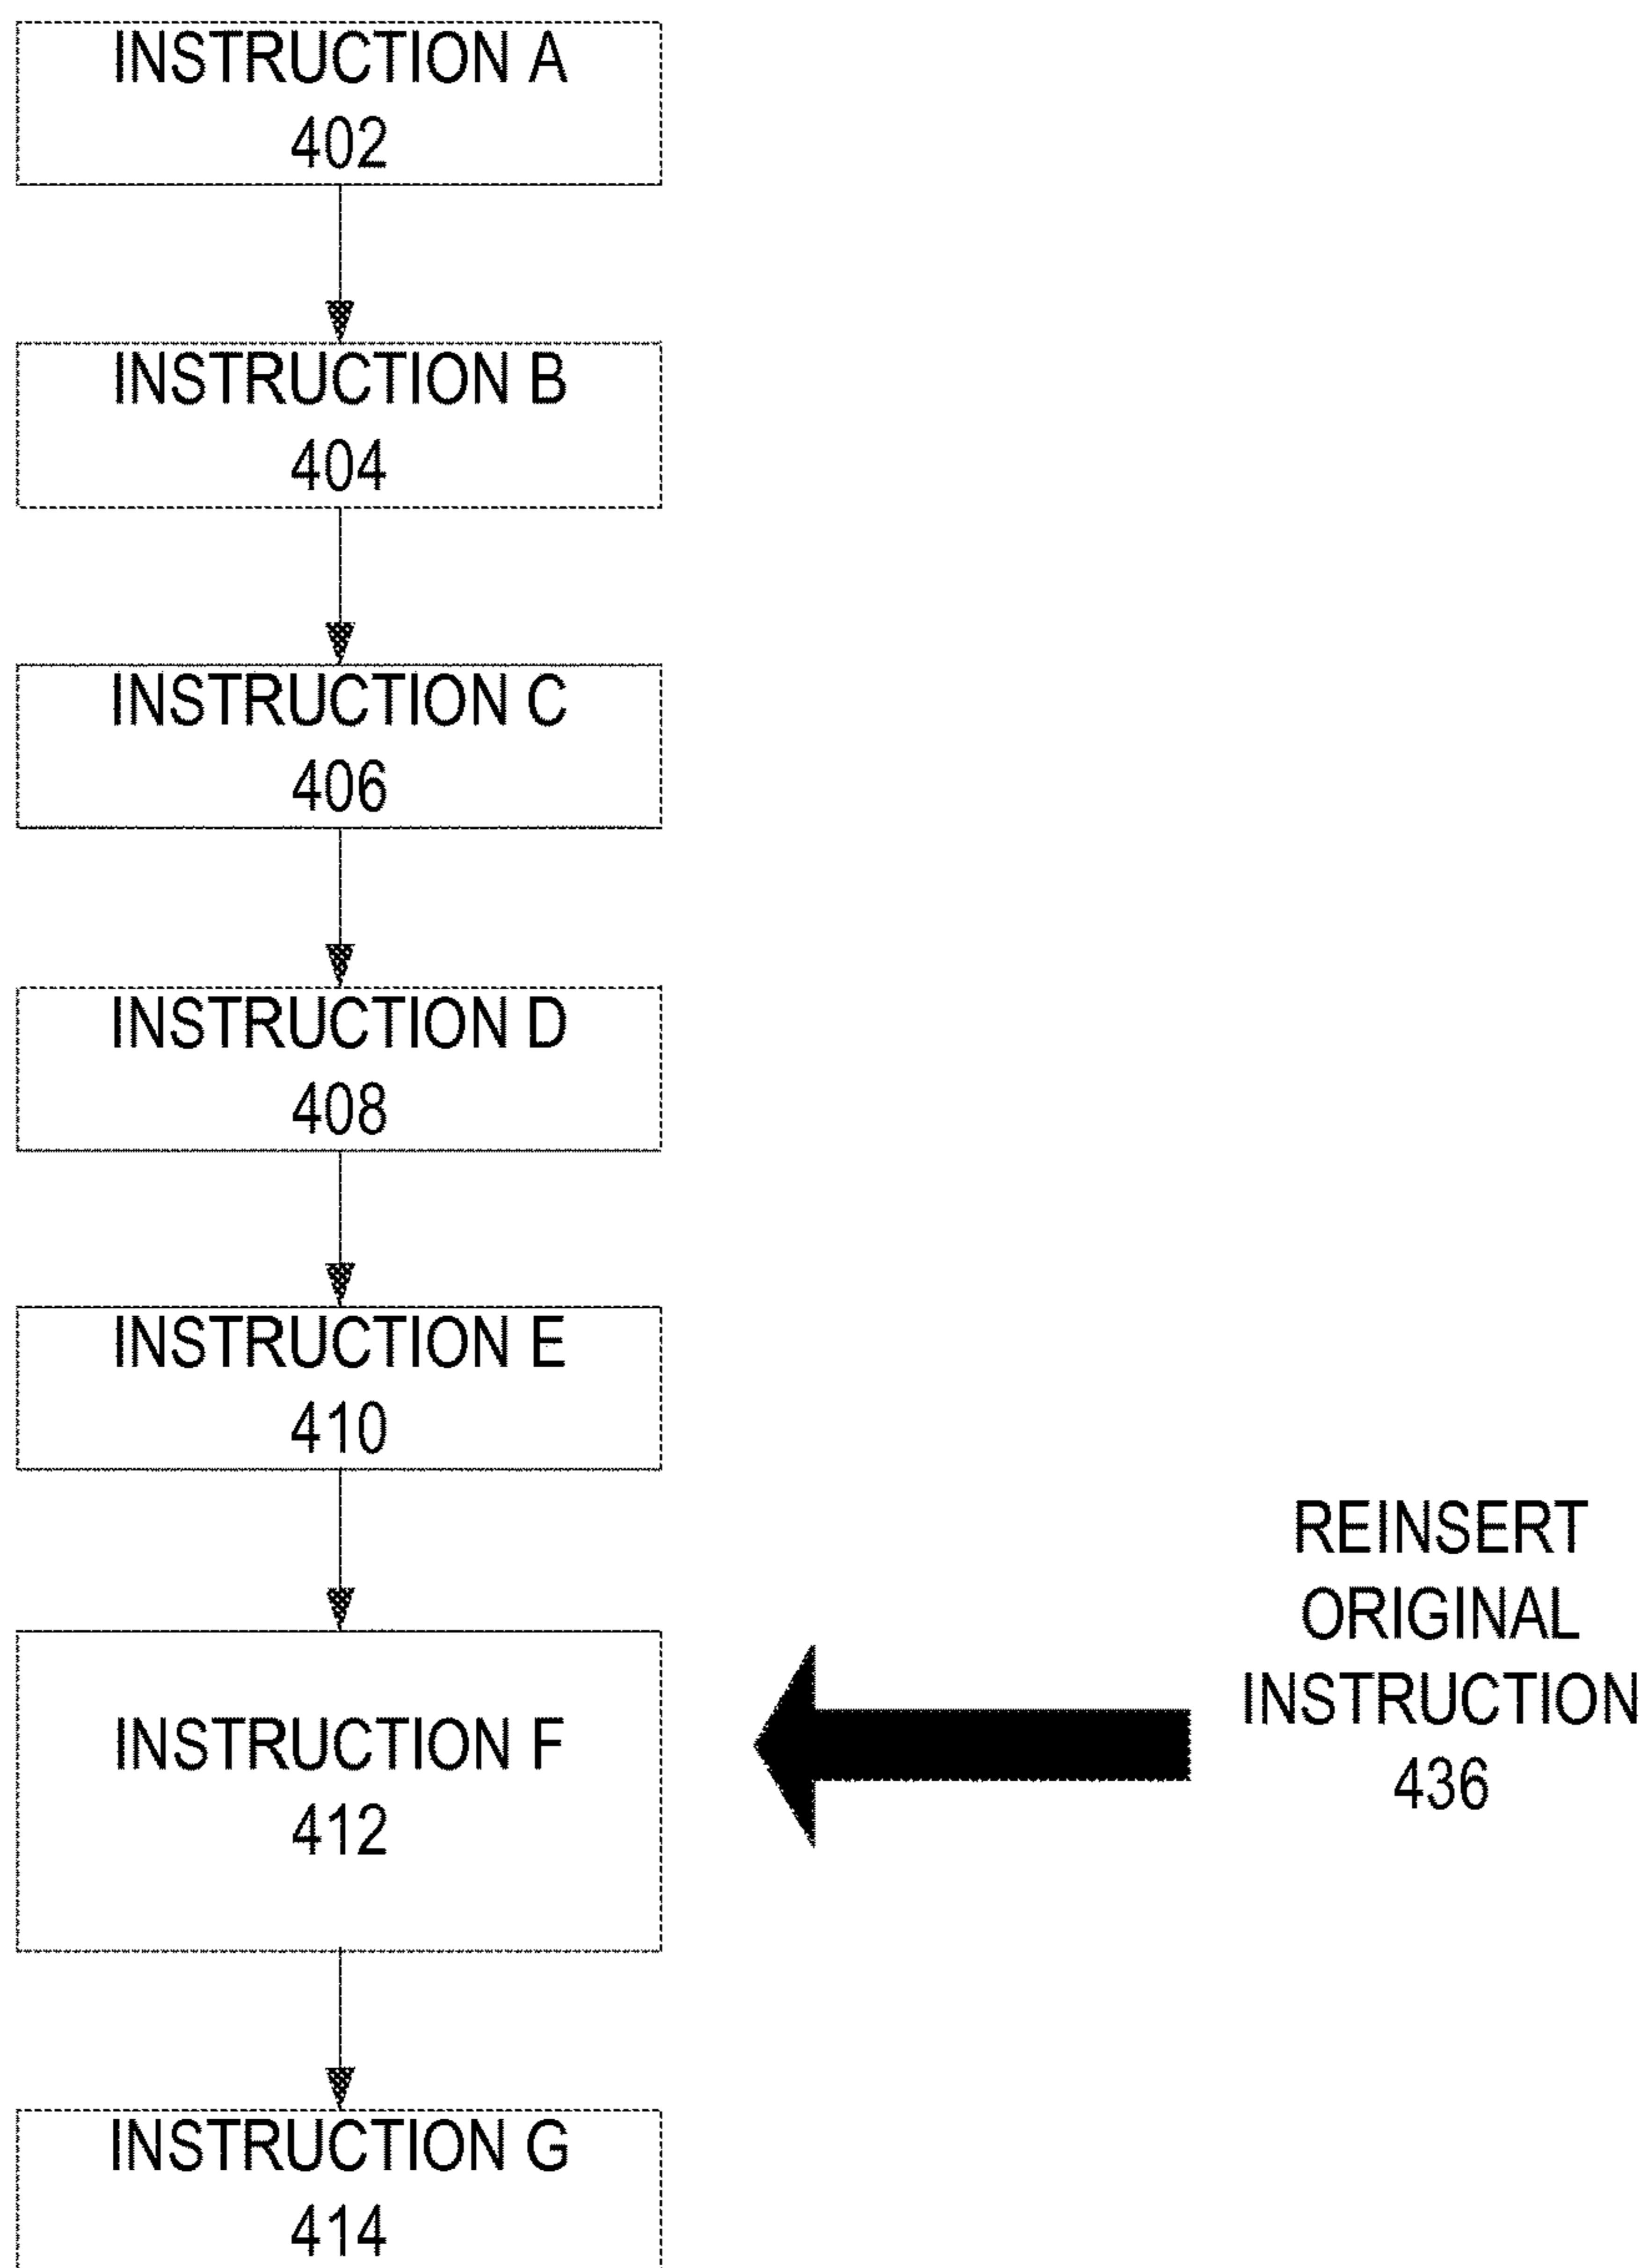 INSTRUCTION A
402
INSTRUCTION B
404
INSTRUCTION C
406
INSTRUCTION D
408
INSTRUCTION E
410
INSTRUCTION F
412
REINSERT
ORIGINAL
INSTRUCTION
436
INSTRUCTION G
414